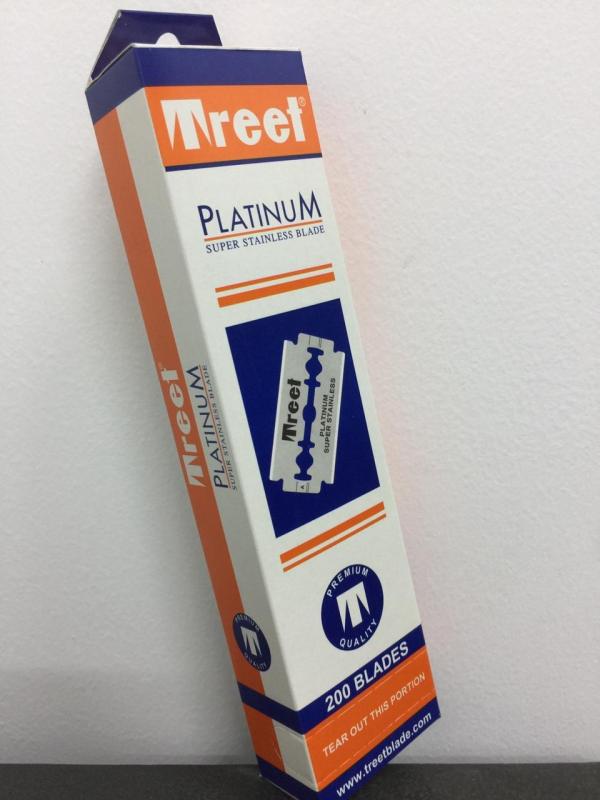 Treet®
PLATINUM
SUPER STAINLESS BLADE
Treet
PLATINUM
SUPER STAINLESS
A
PREMIUM
QUALITY
200 BLADES
TEAR OUT THIS PORTION
www.treetblade.com
Treet
PLATINUM
SUPER STAINLESS BLADE
PREMIUM
QUALITY